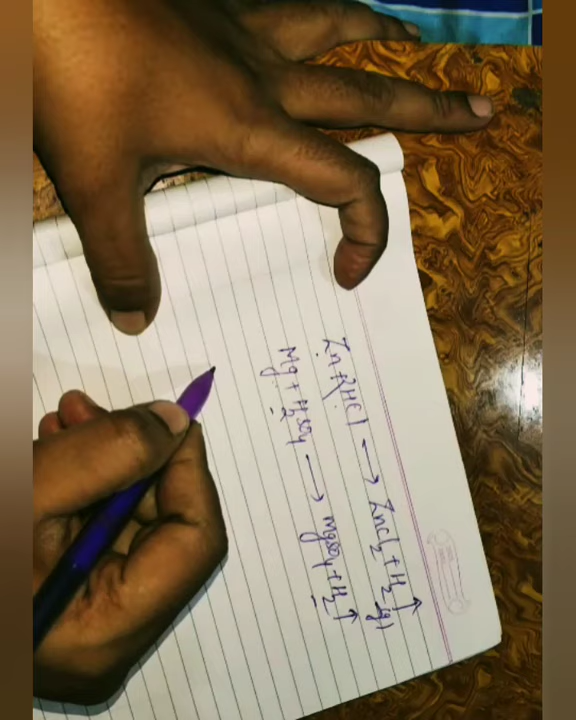 Zn + 2HCl → ZnCl₂ + H₂↑ (g)
Mg + H₂SO₄ → MgSO₄ + H₂↑